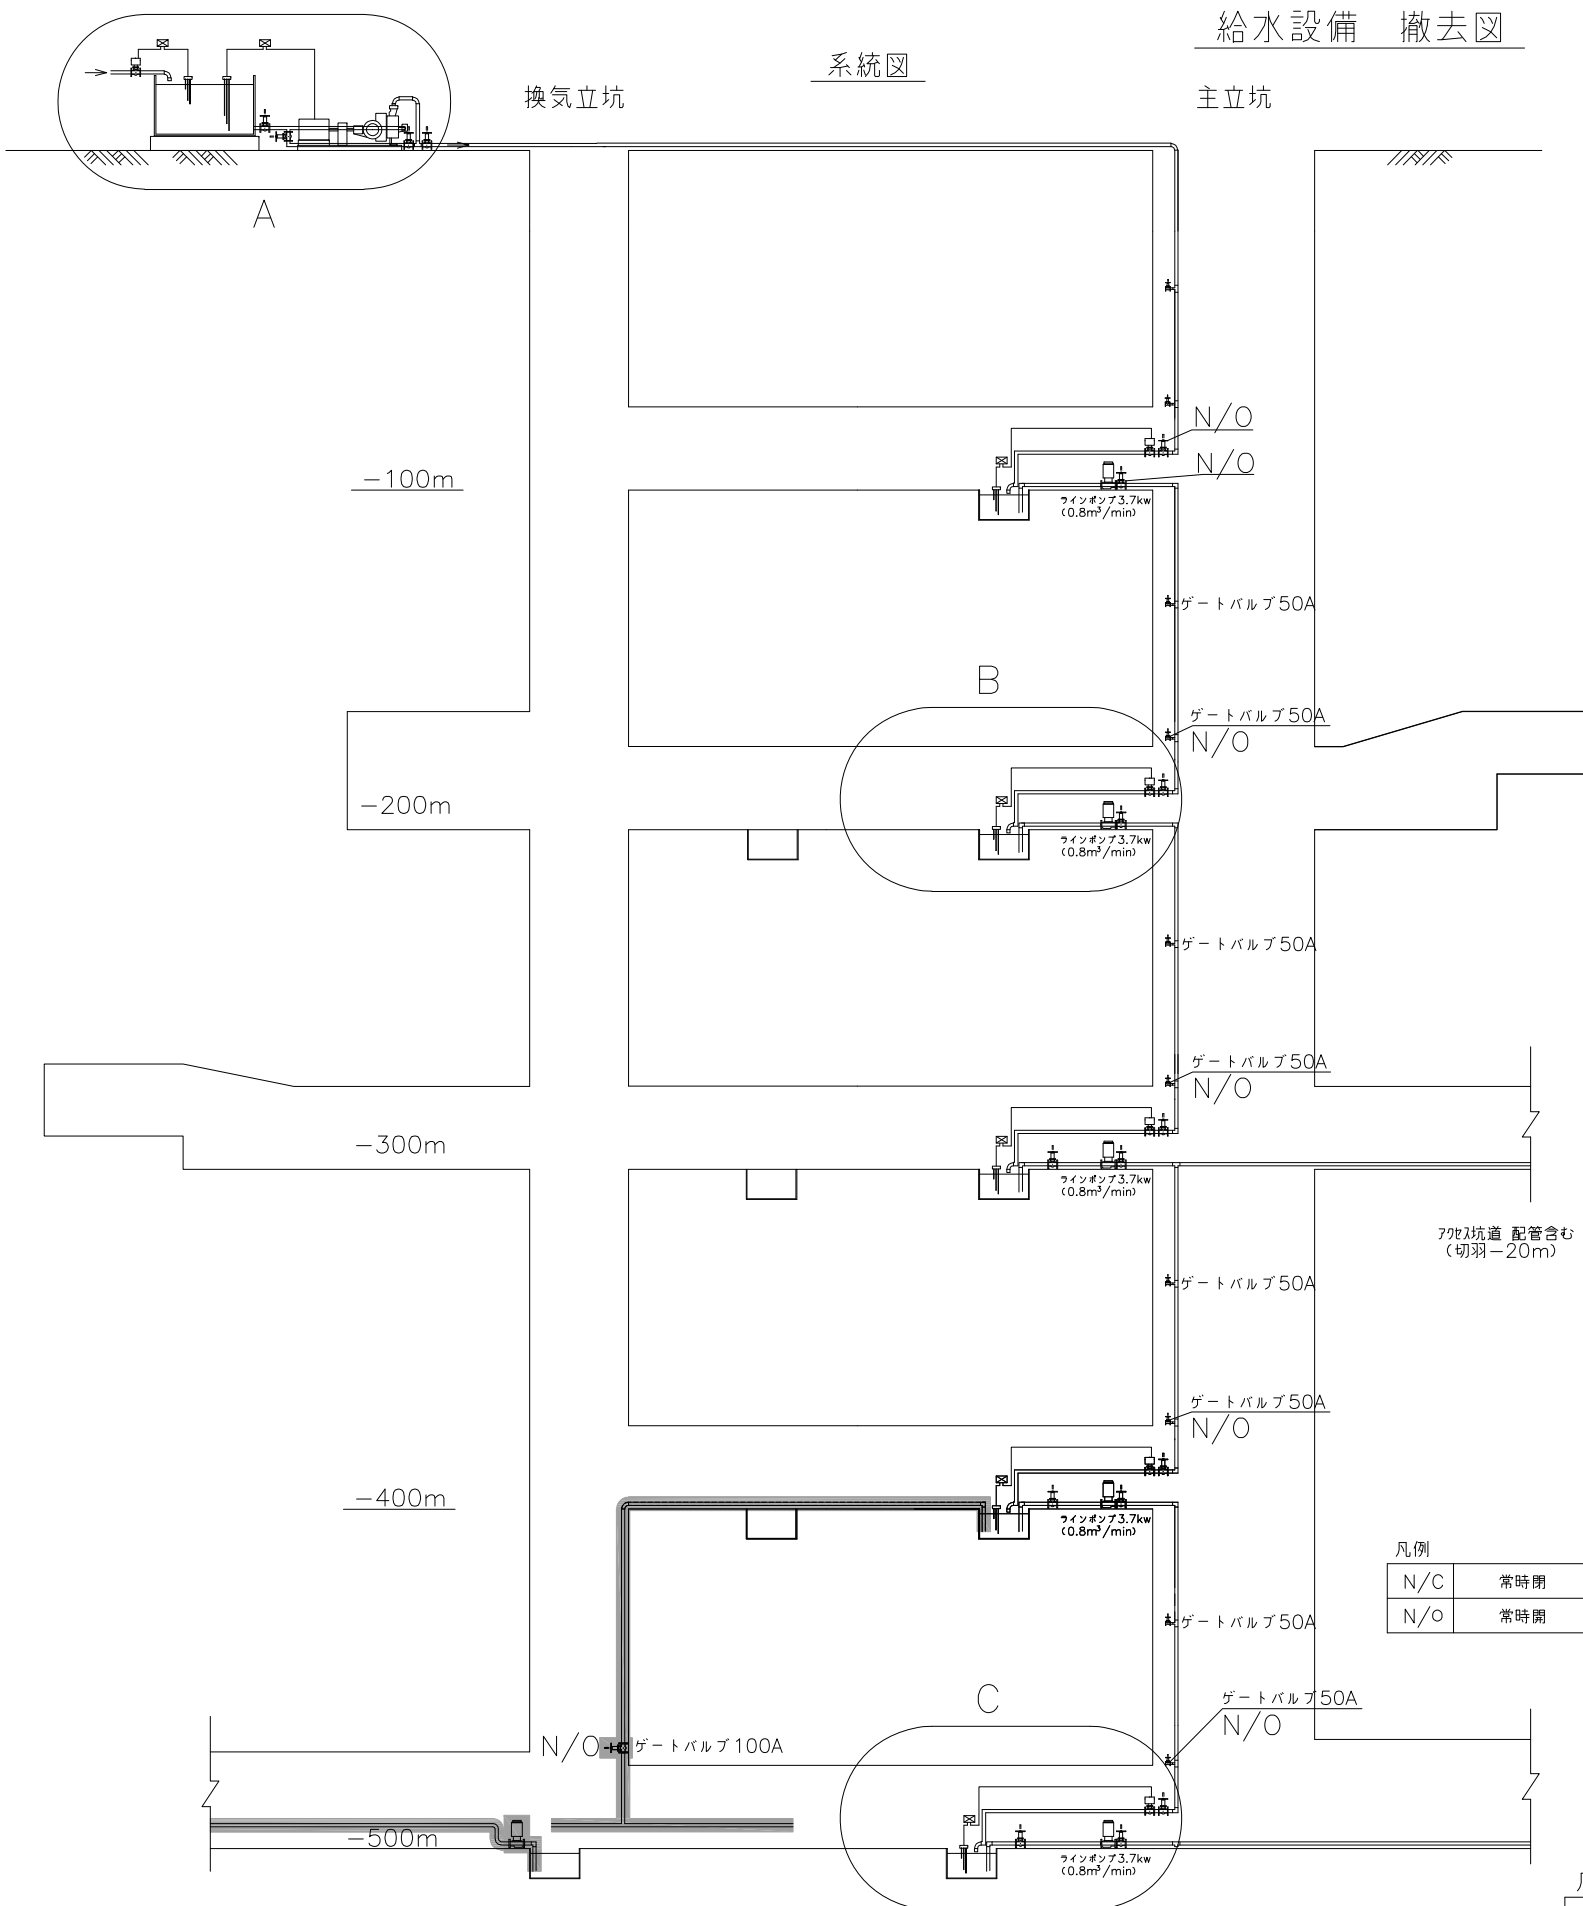 給水設備　撤去図
系統図
換気立坑
主立坑
A
N/O
N/O
-100m
ラインポンプ3.7kw
(0.8m³/min)
ゲートバルブ50A
B
ゲートバルブ50A
N/O
-200m
ラインポンプ3.7kw
(0.8m³/min)
ゲートバルブ50A
ゲートバルブ50A
N/O
-300m
ラインポンプ3.7kw
(0.8m³/min)
アクセス坑道 配管含む
(切羽-20m)
ゲートバルブ50A
ゲートバルブ50A
N/O
-400m
ラインポンプ3.7kw
(0.8m³/min)
凡例
N/C 常時閉
N/O 常時開
ゲートバルブ50A
C
ゲートバルブ50A
N/O
N/O ゲートバルブ100A
-500m
ラインポンプ3.7kw
(0.8m³/min)